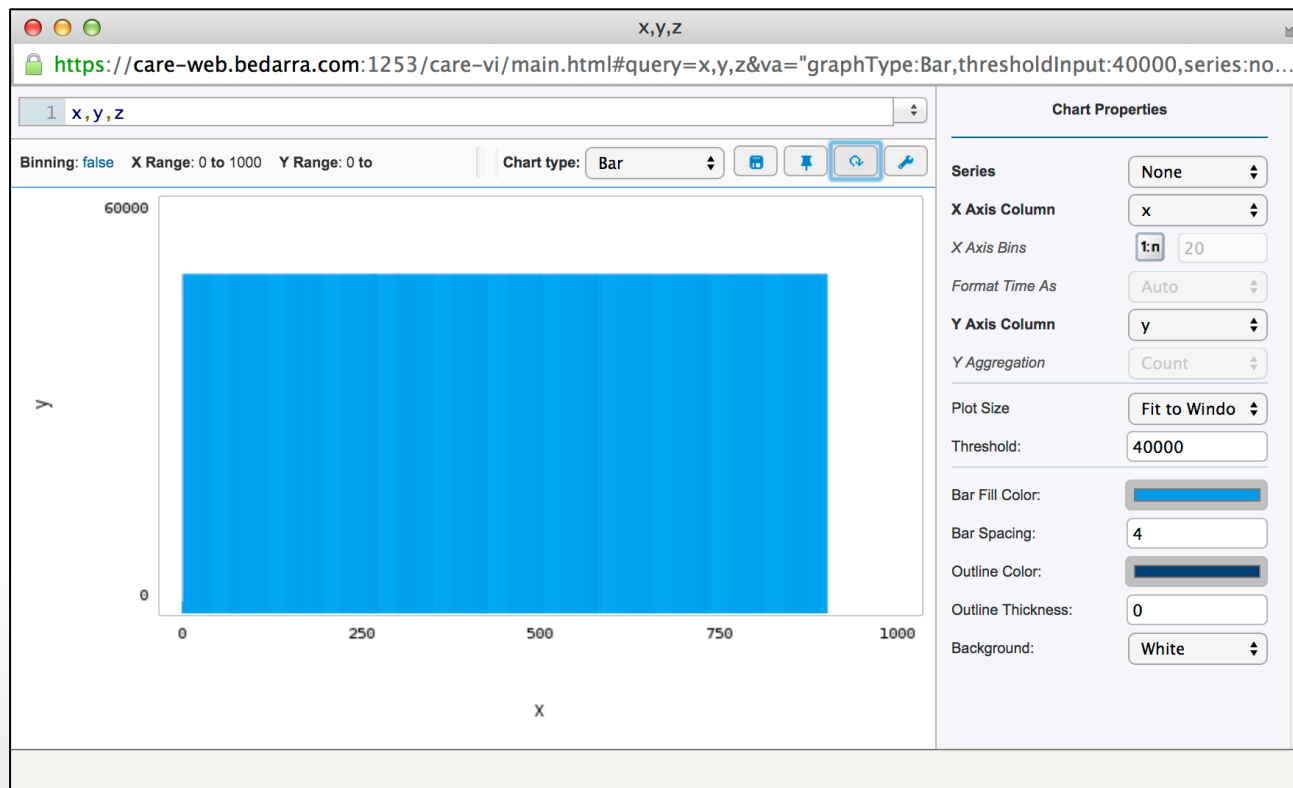 x,y,z
https://care-web.bedarra.com:1253/care-vi/main.html#query=x,y,z&va="graphType:Bar,thresholdInput:40000,series:no...
1 x,y,z
Binning: false X Range: 0 to 1000 Y Range: 0 to Chart type: Bar
60000
y
0
0 250 500 750 1000
X
Chart Properties
Series None
X Axis Column x
X Axis Bins 1:n 20
Format Time As Auto
Y Axis Column y
Y Aggregation Count
Plot Size Fit to Windo
Threshold: 40000
Bar Fill Color:
Bar Spacing: 4
Outline Color:
Outline Thickness: 0
Background: White